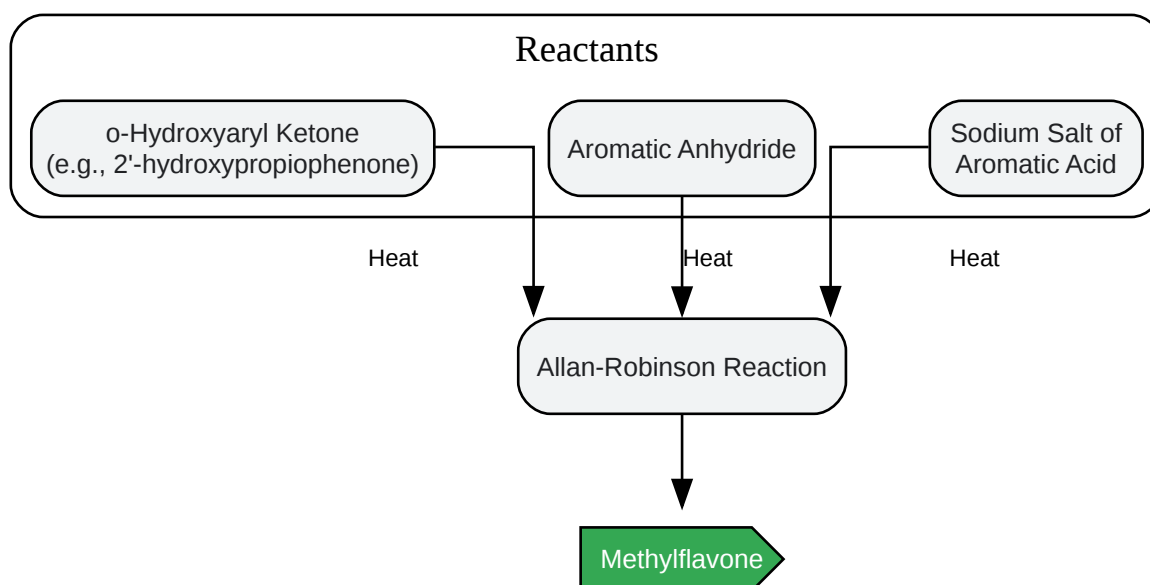 Reactants
o-Hydroxyaryl Ketone
(e.g., 2'-hydroxypropiophenone)
Aromatic Anhydride
Sodium Salt of
Aromatic Acid
Heat
Heat
Heat
Allan-Robinson Reaction
Methylflavone